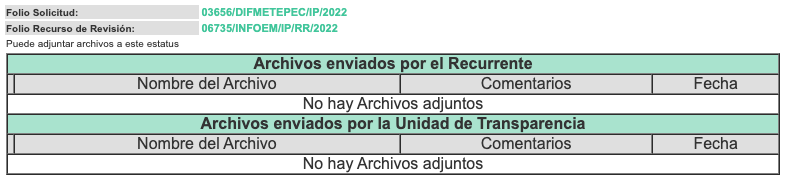 Folio Solicitud: 03656/DIFMETEPEC/IP/2022
Folio Recurso de Revisión: 06735/INFOEM/IP/RR/2022
Puede adjuntar archivos a este estatus
Archivos enviados por el Recurrente
Nombre del Archivo Comentarios Fecha
No hay Archivos adjuntos
Archivos enviados por la Unidad de Transparencia
Nombre del Archivo Comentarios Fecha
No hay Archivos adjuntos